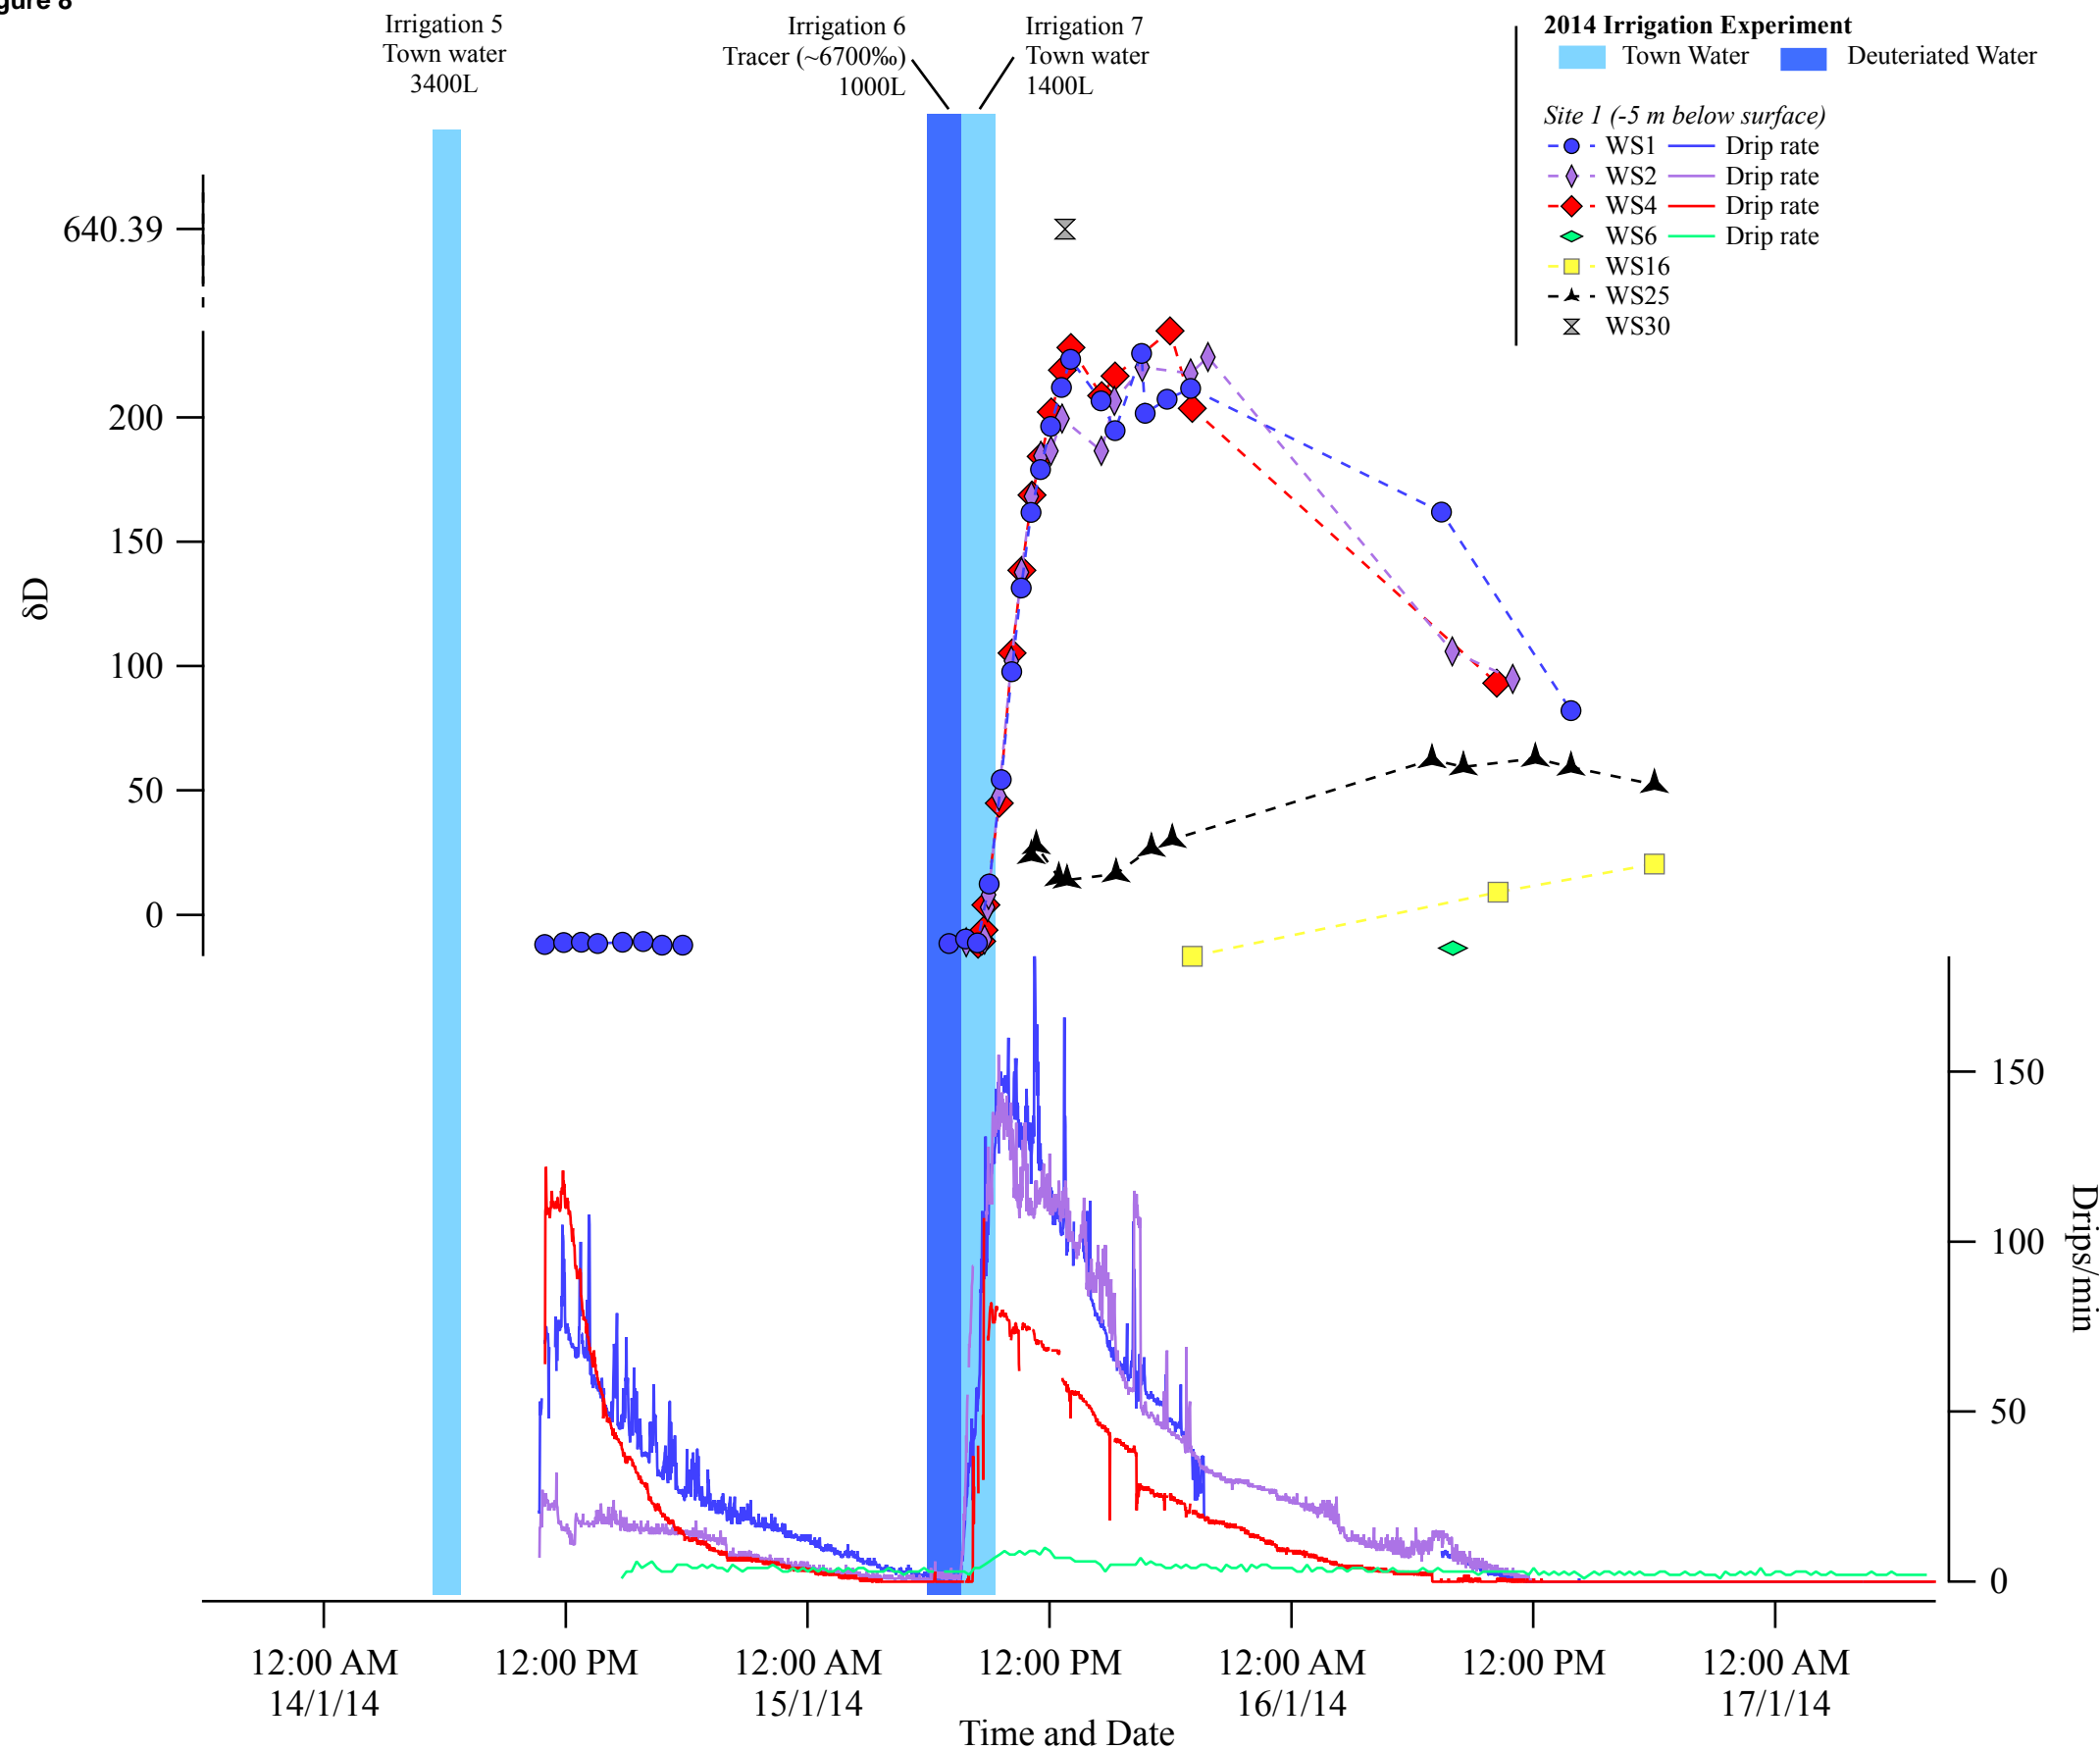 gure 8
Irrigation 5
Town water
3400L
Irrigation 6
Tracer (~6700‰)
1000L
Irrigation 7
Town water
1400L
2014 Irrigation Experiment
Town Water
Deuteriated Water
Site 1 (-5 m below surface)
WS1 Drip rate
WS2 Drip rate
WS4 Drip rate
WS6 Drip rate
WS16
WS25
WS30
640.39
200
150
100
50
0
δD
150
100
50
0
Drips/min
12:00 AM
14/1/14
12:00 PM
12:00 AM
15/1/14
12:00 PM
12:00 AM
16/1/14
12:00 PM
12:00 AM
17/1/14
Time and Date